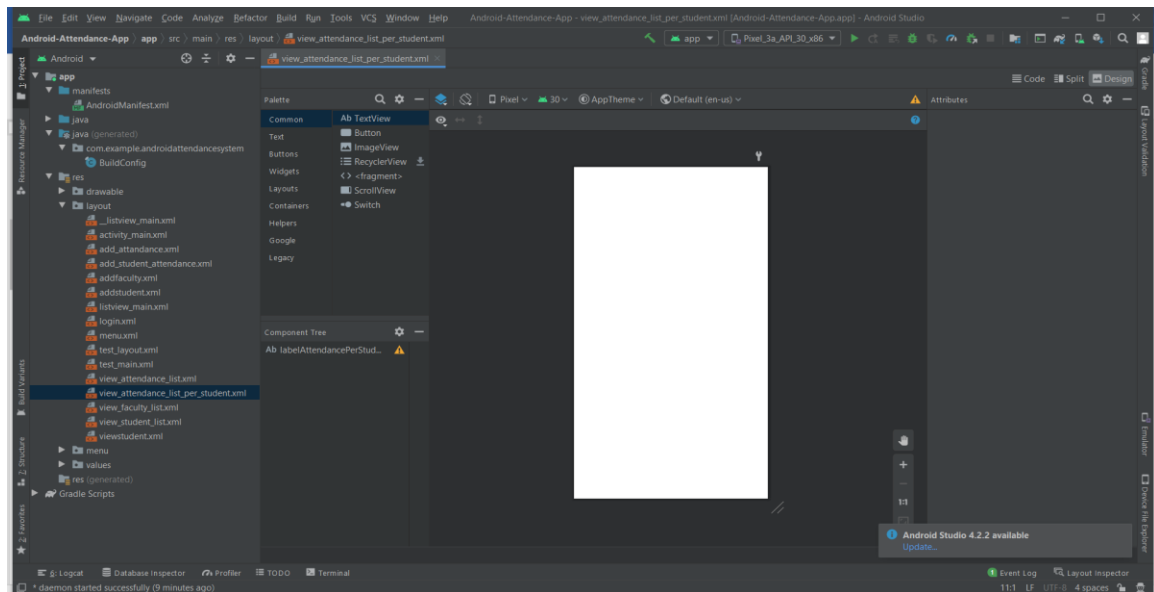 File Edit View Navigate Code Analyze Refactor Build Run Tools VCS Window Help Android-Attendance-App - view_attendance_list_per_student.xml [Android-Attendance-App.app] - Android Studio
Android-Attendance-App app src main res layout view_attendance_list_per_student.xml app Pixel_3a_API_30_x86
1: Project
Resource Manager
Build Variants
Z: Structure
2: Favorites
Android
app
manifests
AndroidManifest.xml
java
java (generated)
com.example.androidattendancesystem
BuildConfig
res
drawable
layout
__listview_main.xml
activity_main.xml
add_attandance.xml
add_student_attendance.xml
addfaculty.xml
addstudent.xml
listview_main.xml
login.xml
menu.xml
test_layout.xml
test_main.xml
view_attendance_list.xml
view_attendance_list_per_student.xml
view_faculty_list.xml
view_student_list.xml
viewstudent.xml
menu
values
res (generated)
Gradle Scripts
view_attendance_list_per_student.xml
Code Split Design
Palette
Common
Text
Buttons
Widgets
Layouts
Containers
Helpers
Google
Legacy
Ab TextView
Button
ImageView
RecyclerView
<fragment>
ScrollView
Switch
Component Tree
Ab labelAttendancePerStud...
Pixel 30 AppTheme Default (en-us)
Attributes
1:1
Gradle
Layout Validation
Emulator
Device File Explorer
Android Studio 4.2.2 available
Update...
6: Logcat Database Inspector Profiler TODO Terminal Event Log Layout Inspector
* daemon started successfully (9 minutes ago) 11:1 LF UTF-8 4 spaces